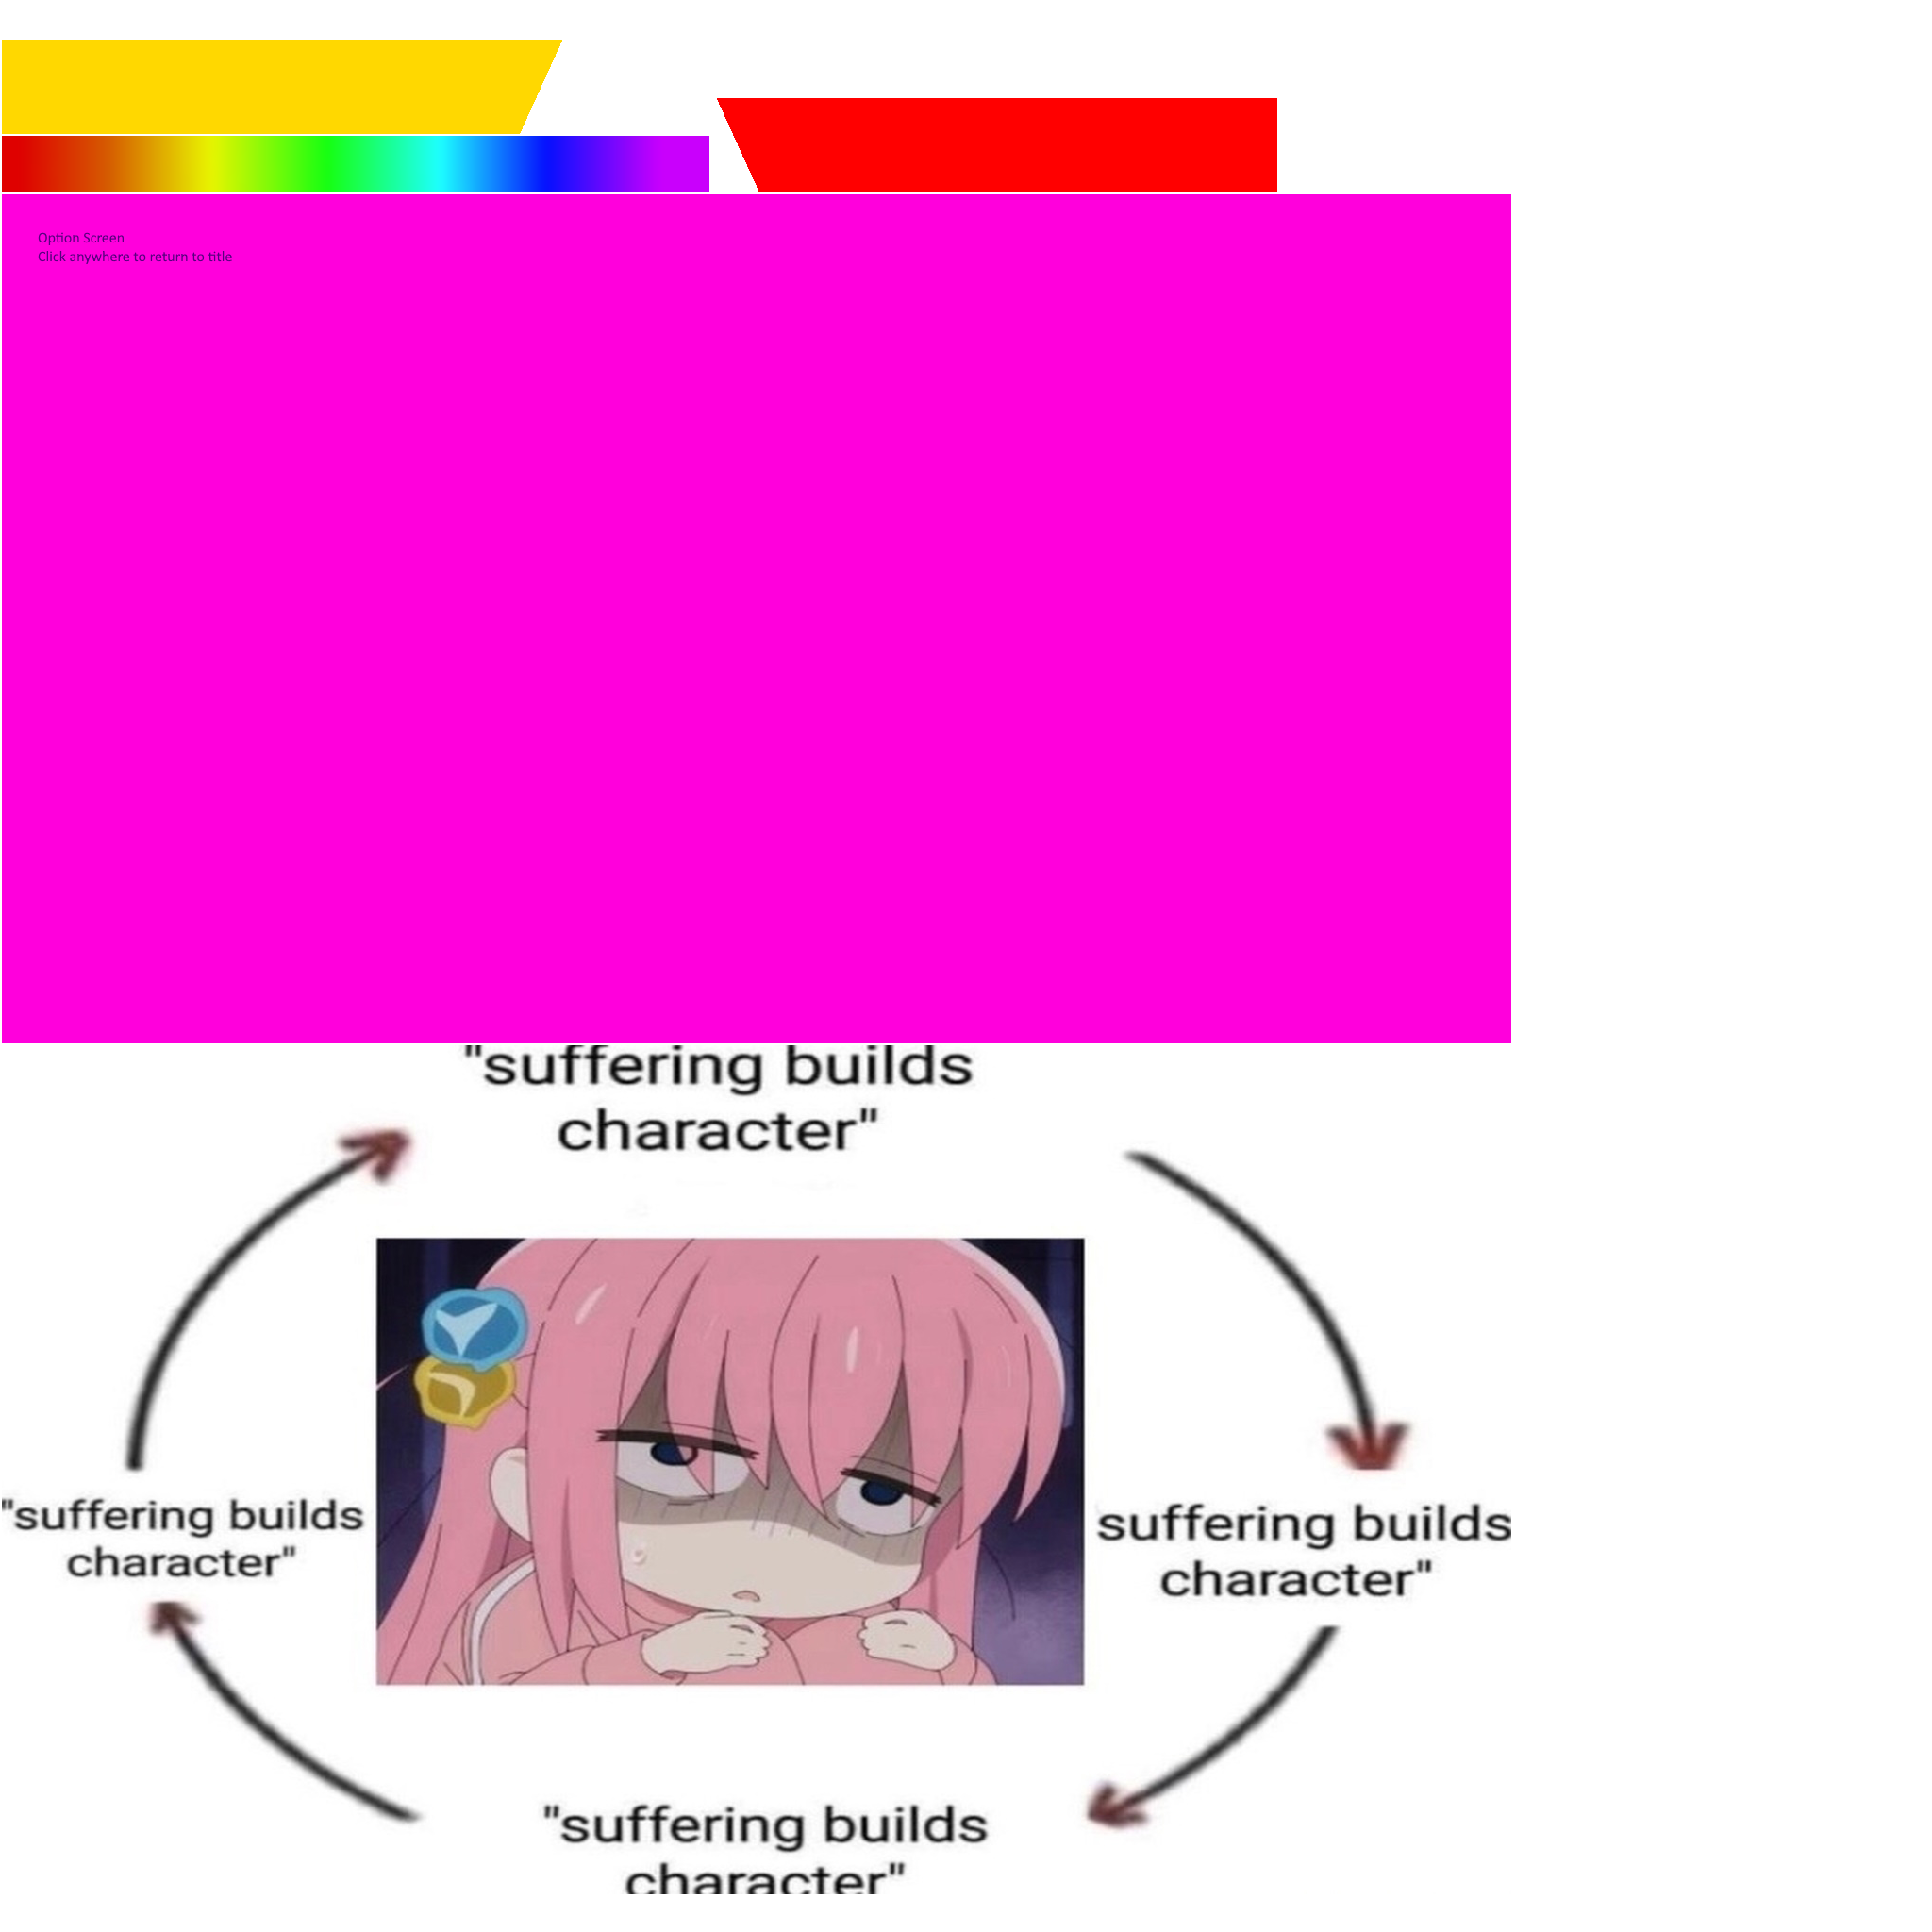 Option Screen
Click anywhere to return to title
"suffering builds
character"
"suffering builds
character"
suffering builds
character"
"suffering builds
character"